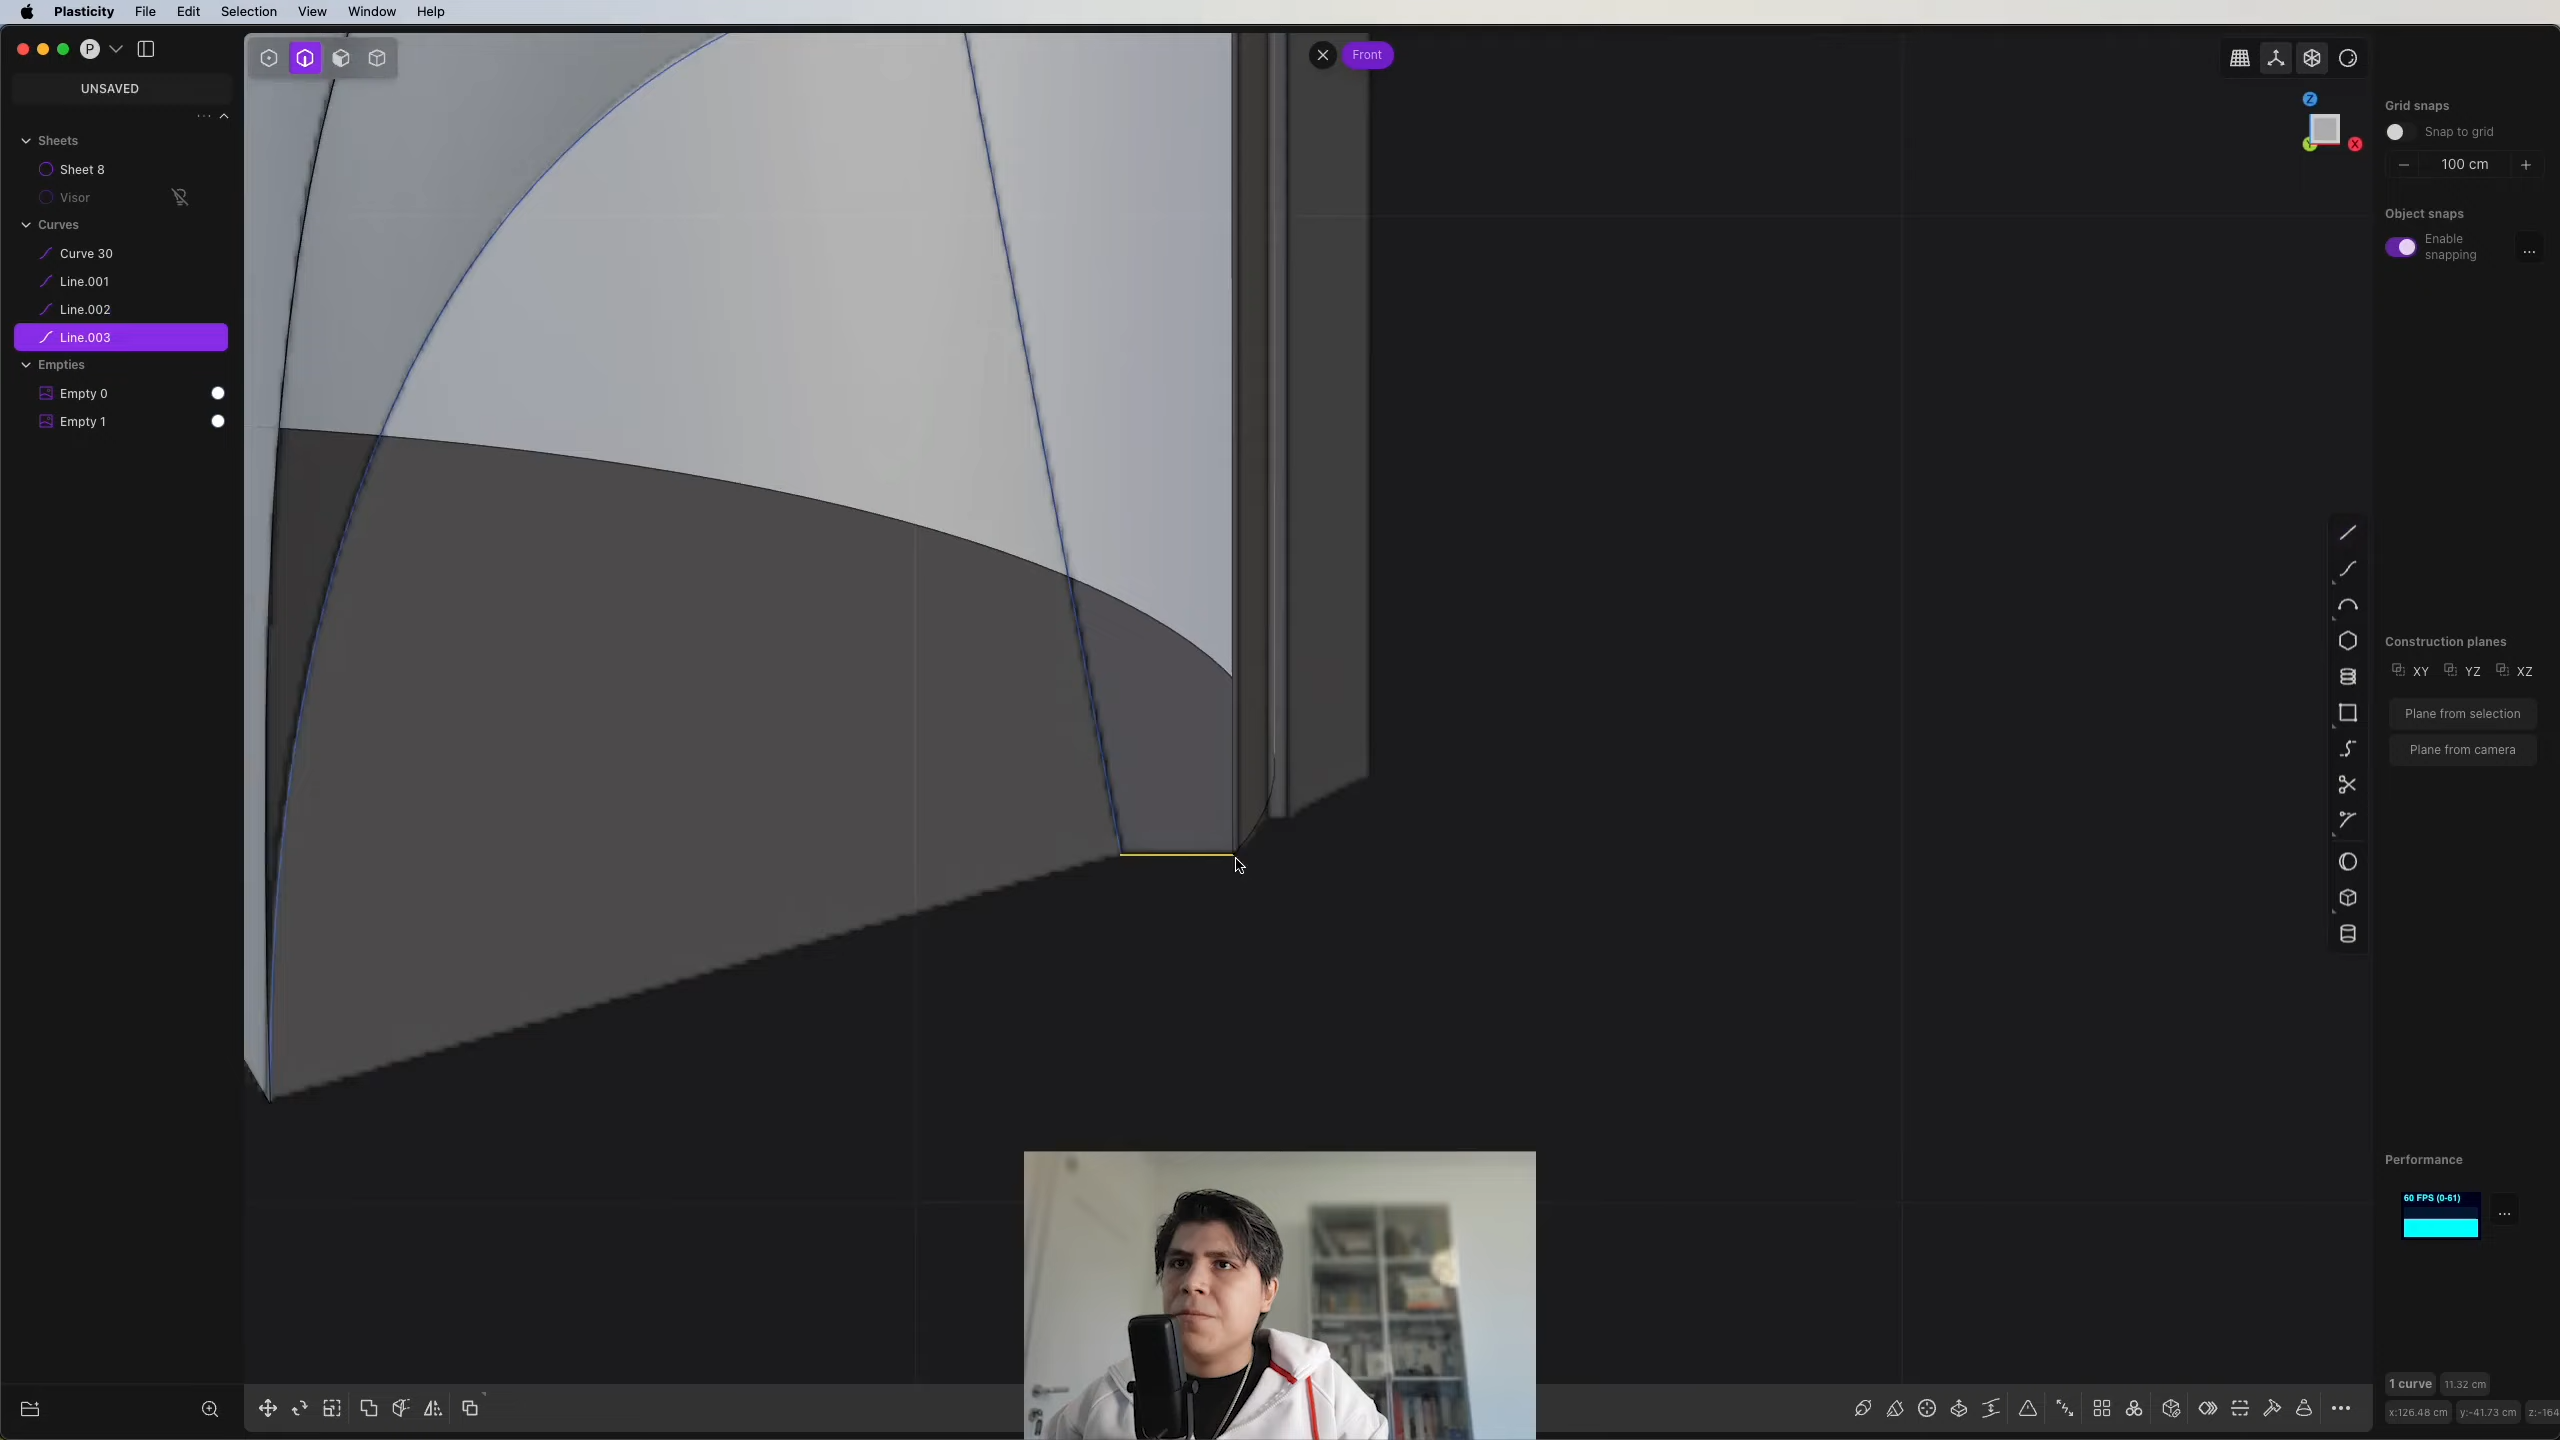 Plasticity File Edit Selection View Window Help
P
UNSAVED
Sheets
Sheet 8
Visor
Curves
Curve 30
Line.001
Line.002
Line.003
Empties
Empty 0
Empty 1
Front
Z
Y
X
Grid snaps
Snap to grid
100 cm
Object snaps
Enable
snapping
Construction planes
XY YZ XZ
Plane from selection
Plane from camera
Performance
60 FPS (0-61)
1 curve 11.32 cm
x:126.48 cm y:-41.73 cm z:-164